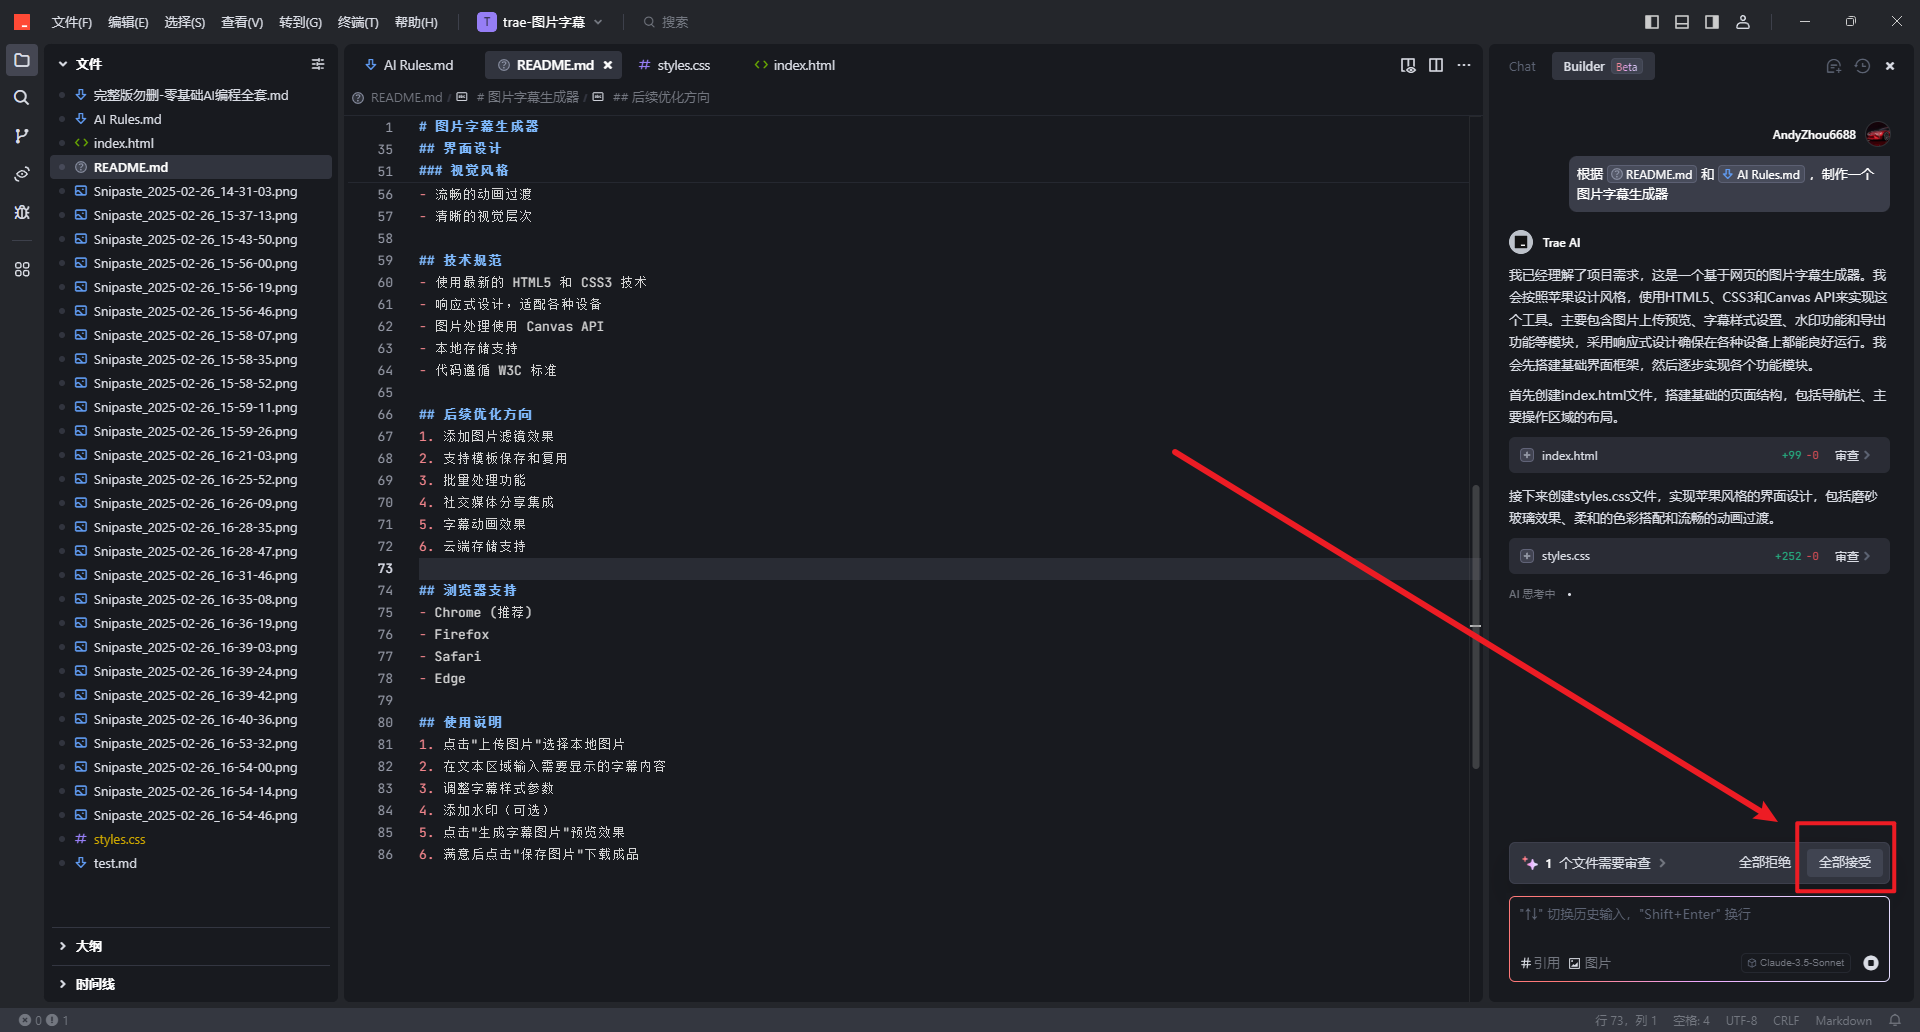 文件(F) 编辑(E) 选择(S) 查看(V) 转到(G) 终端(T) 帮助(H) T trae-图片字幕 搜索
文件
完整版勿删-零基础AI编程全套.md
AI Rules.md
index.html
README.md
Snipaste_2025-02-26_14-31-03.png
Snipaste_2025-02-26_15-37-13.png
Snipaste_2025-02-26_15-43-50.png
Snipaste_2025-02-26_15-56-00.png
Snipaste_2025-02-26_15-56-19.png
Snipaste_2025-02-26_15-56-46.png
Snipaste_2025-02-26_15-58-07.png
Snipaste_2025-02-26_15-58-35.png
Snipaste_2025-02-26_15-58-52.png
Snipaste_2025-02-26_15-59-11.png
Snipaste_2025-02-26_15-59-26.png
Snipaste_2025-02-26_16-21-03.png
Snipaste_2025-02-26_16-25-52.png
Snipaste_2025-02-26_16-26-09.png
Snipaste_2025-02-26_16-28-35.png
Snipaste_2025-02-26_16-28-47.png
Snipaste_2025-02-26_16-31-46.png
Snipaste_2025-02-26_16-35-08.png
Snipaste_2025-02-26_16-36-19.png
Snipaste_2025-02-26_16-39-03.png
Snipaste_2025-02-26_16-39-24.png
Snipaste_2025-02-26_16-39-42.png
Snipaste_2025-02-26_16-40-36.png
Snipaste_2025-02-26_16-53-32.png
Snipaste_2025-02-26_16-54-00.png
Snipaste_2025-02-26_16-54-14.png
Snipaste_2025-02-26_16-54-46.png
# styles.css
test.md
大纲
时间线
AI Rules.md README.md # styles.css <> index.html
README.md / # 图片字幕生成器 / ## 后续优化方向
1 # 图片字幕生成器
35 ## 界面设计
51 ### 视觉风格
56 - 流畅的动画过渡
57 - 清晰的视觉层次
58
59 ## 技术规范
60 - 使用最新的 HTML5 和 CSS3 技术
61 - 响应式设计，适配各种设备
62 - 图片处理使用 Canvas API
63 - 本地存储支持
64 - 代码遵循 W3C 标准
65
66 ## 后续优化方向
67 1. 添加图片滤镜效果
68 2. 支持模板保存和复用
69 3. 批量处理功能
70 4. 社交媒体分享集成
71 5. 字幕动画效果
72 6. 云端存储支持
73
74 ## 浏览器支持
75 - Chrome (推荐)
76 - Firefox
77 - Safari
78 - Edge
79
80 ## 使用说明
81 1. 点击"上传图片"选择本地图片
82 2. 在文本区域输入需要显示的字幕内容
83 3. 调整字幕样式参数
84 4. 添加水印（可选）
85 5. 点击"生成字幕图片"预览效果
86 6. 满意后点击"保存图片"下载成品
Chat Builder Beta
AndyZhou6688
根据 README.md 和 AI Rules.md ，制作一个
图片字幕生成器
Trae AI
我已经理解了项目需求，这是一个基于网页的图片字幕生成器。我
会按照苹果设计风格，使用HTML5、CSS3和Canvas API来实现这
个工具。主要包含图片上传预览、字幕样式设置、水印功能和导出
功能等模块，采用响应式设计确保在各种设备上都能良好运行。我
会先搭建基础界面框架，然后逐步实现各个功能模块。
首先创建index.html文件，搭建基础的页面结构，包括导航栏、主
要操作区域的布局。
index.html +99 -0 审查
接下来创建styles.css文件，实现苹果风格的界面设计，包括磨砂
玻璃效果、柔和的色彩搭配和流畅的动画过渡。
styles.css +252 -0 审查
AI 思考中
1 个文件需要审查 全部拒绝 全部接受
"↑↓" 切换历史输入，"Shift+Enter" 换行
# 引用 图片 Claude-3.5-Sonnet
0 1 行 73，列 1 空格: 4 UTF-8 CRLF Markdown